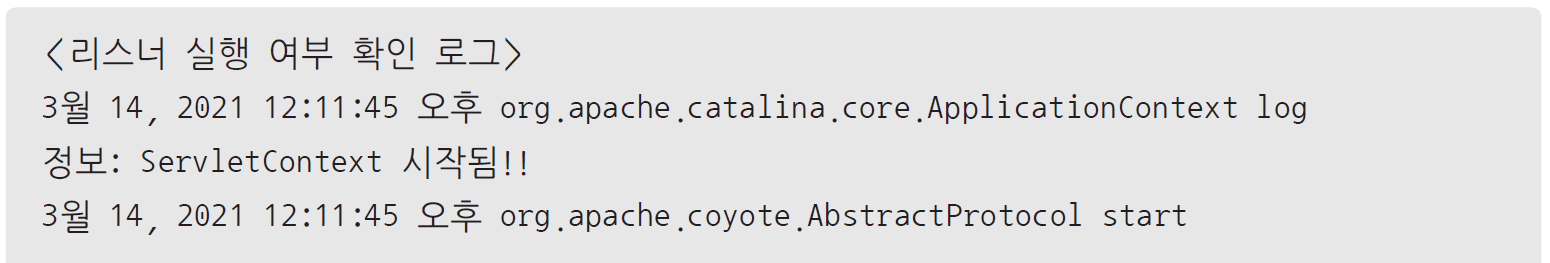 <리스너 실행 여부 확인 로그>
3월 14, 2021 12:11:45 오후 org.apache.catalina.core.ApplicationContext log
정보: ServletContext 시작됨!!
3월 14, 2021 12:11:45 오후 org.apache.coyote.AbstractProtocol start